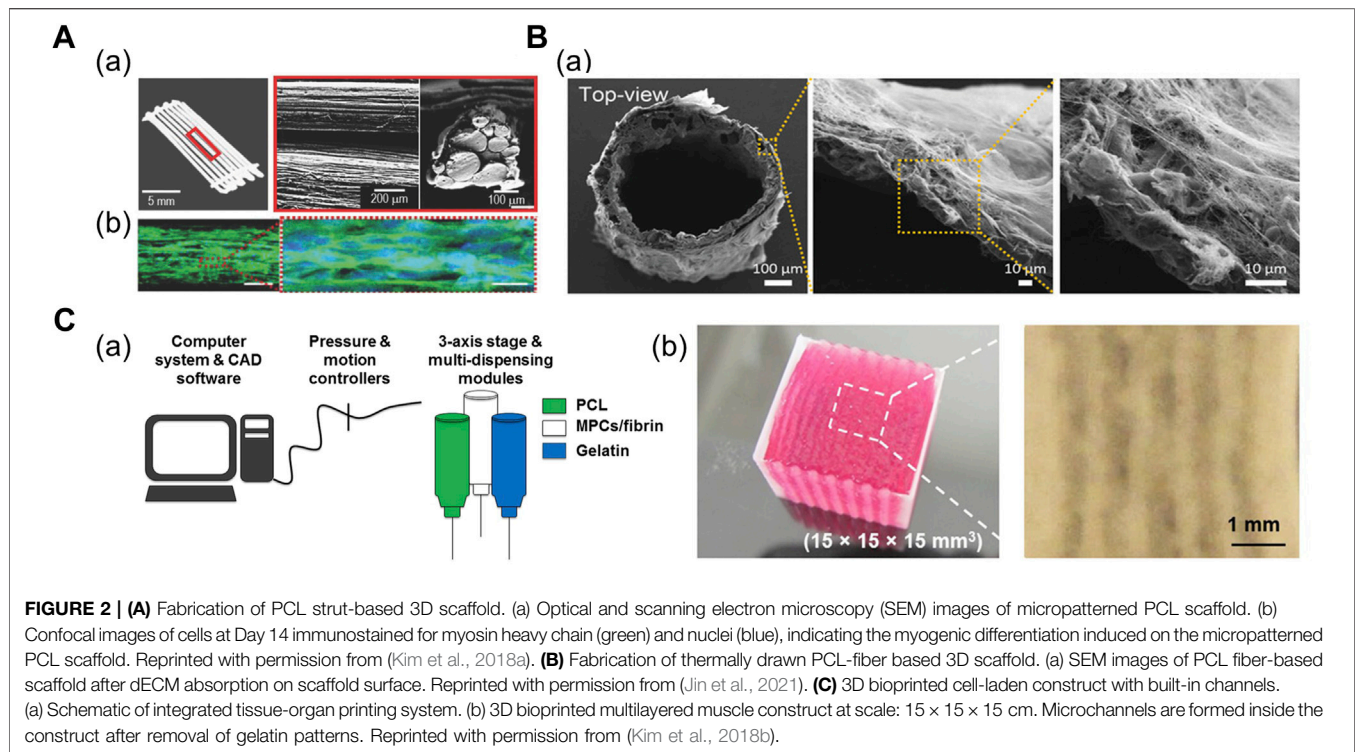 A
(a)
5 mm
200 μm
100 μm
(b)
B
(a)
Top-view
100 μm
10 μm
10 μm
C
(a)
Computer
system & CAD
software
Pressure &
motion
controllers
3-axis stage &
multi-dispensing
modules
PCL
MPCs/fibrin
Gelatin
(b)
(15 × 15 × 15 mm³)
1 mm
FIGURE 2 | (A) Fabrication of PCL strut-based 3D scaffold. (a) Optical and scanning electron microscopy (SEM) images of micropatterned PCL scaffold. (b)
Confocal images of cells at Day 14 immunostained for myosin heavy chain (green) and nuclei (blue), indicating the myogenic differentiation induced on the micropatterned
PCL scaffold. Reprinted with permission from (Kim et al., 2018a). (B) Fabrication of thermally drawn PCL-fiber based 3D scaffold. (a) SEM images of PCL fiber-based
scaffold after dECM absorption on scaffold surface. Reprinted with permission from (Jin et al., 2021). (C) 3D bioprinted cell-laden construct with built-in channels.
(a) Schematic of integrated tissue-organ printing system. (b) 3D bioprinted multilayered muscle construct at scale: 15 × 15 × 15 cm. Microchannels are formed inside the
construct after removal of gelatin patterns. Reprinted with permission from (Kim et al., 2018b).